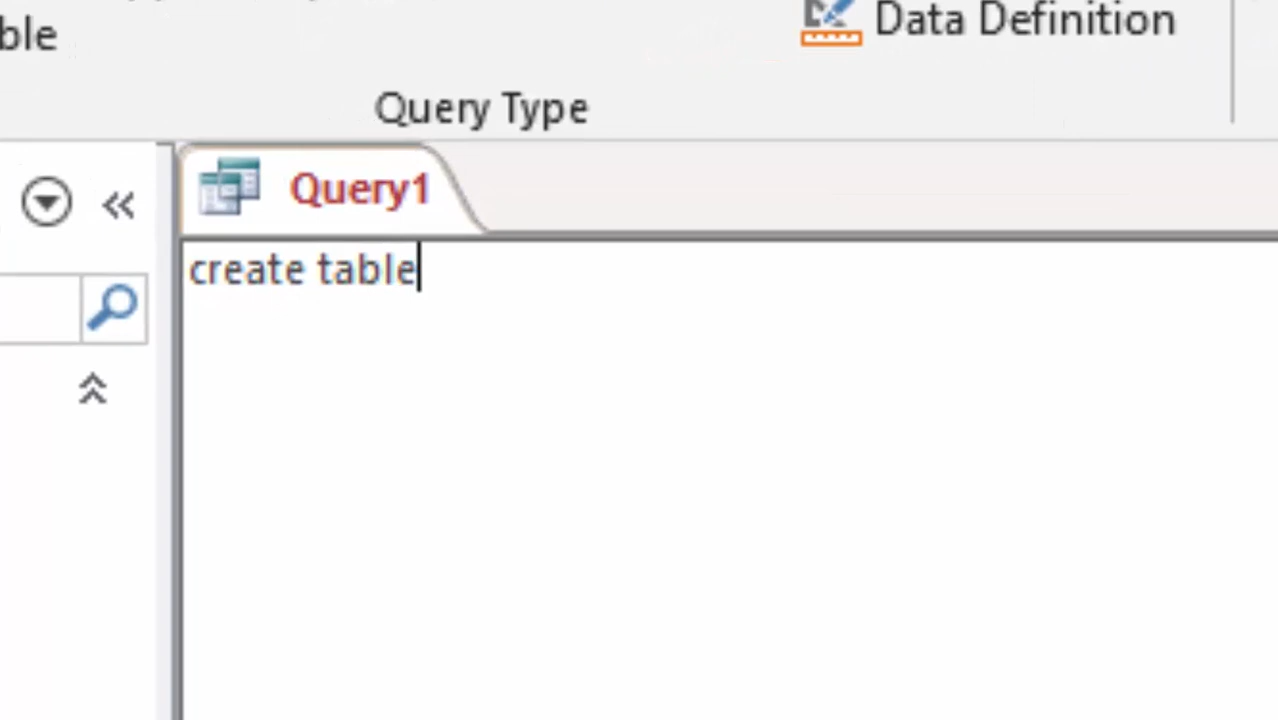 Data Definition
ble
Query Type
Query1
create table